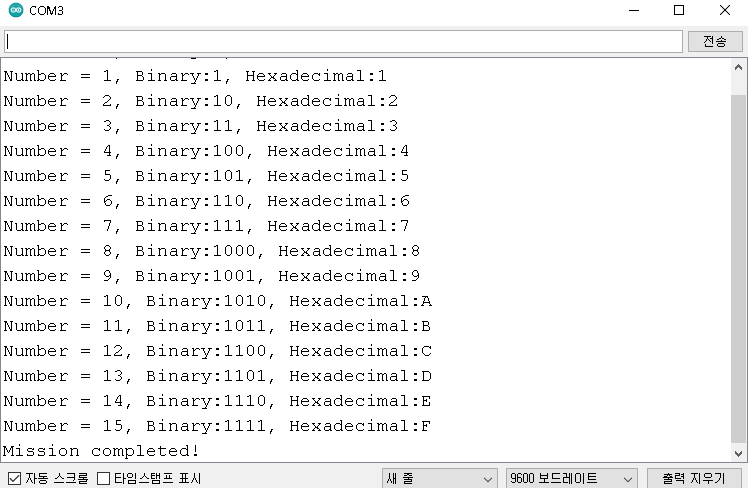 COM3
전송
Number = 1, Binary:1, Hexadecimal:1
Number = 2, Binary:10, Hexadecimal:2
Number = 3, Binary:11, Hexadecimal:3
Number = 4, Binary:100, Hexadecimal:4
Number = 5, Binary:101, Hexadecimal:5
Number = 6, Binary:110, Hexadecimal:6
Number = 7, Binary:111, Hexadecimal:7
Number = 8, Binary:1000, Hexadecimal:8
Number = 9, Binary:1001, Hexadecimal:9
Number = 10, Binary:1010, Hexadecimal:A
Number = 11, Binary:1011, Hexadecimal:B
Number = 12, Binary:1100, Hexadecimal:C
Number = 13, Binary:1101, Hexadecimal:D
Number = 14, Binary:1110, Hexadecimal:E
Number = 15, Binary:1111, Hexadecimal:F
Mission completed!
자동 스크롤 타임스탬프 표시 새 줄 9600 보드레이트 출력 지우기